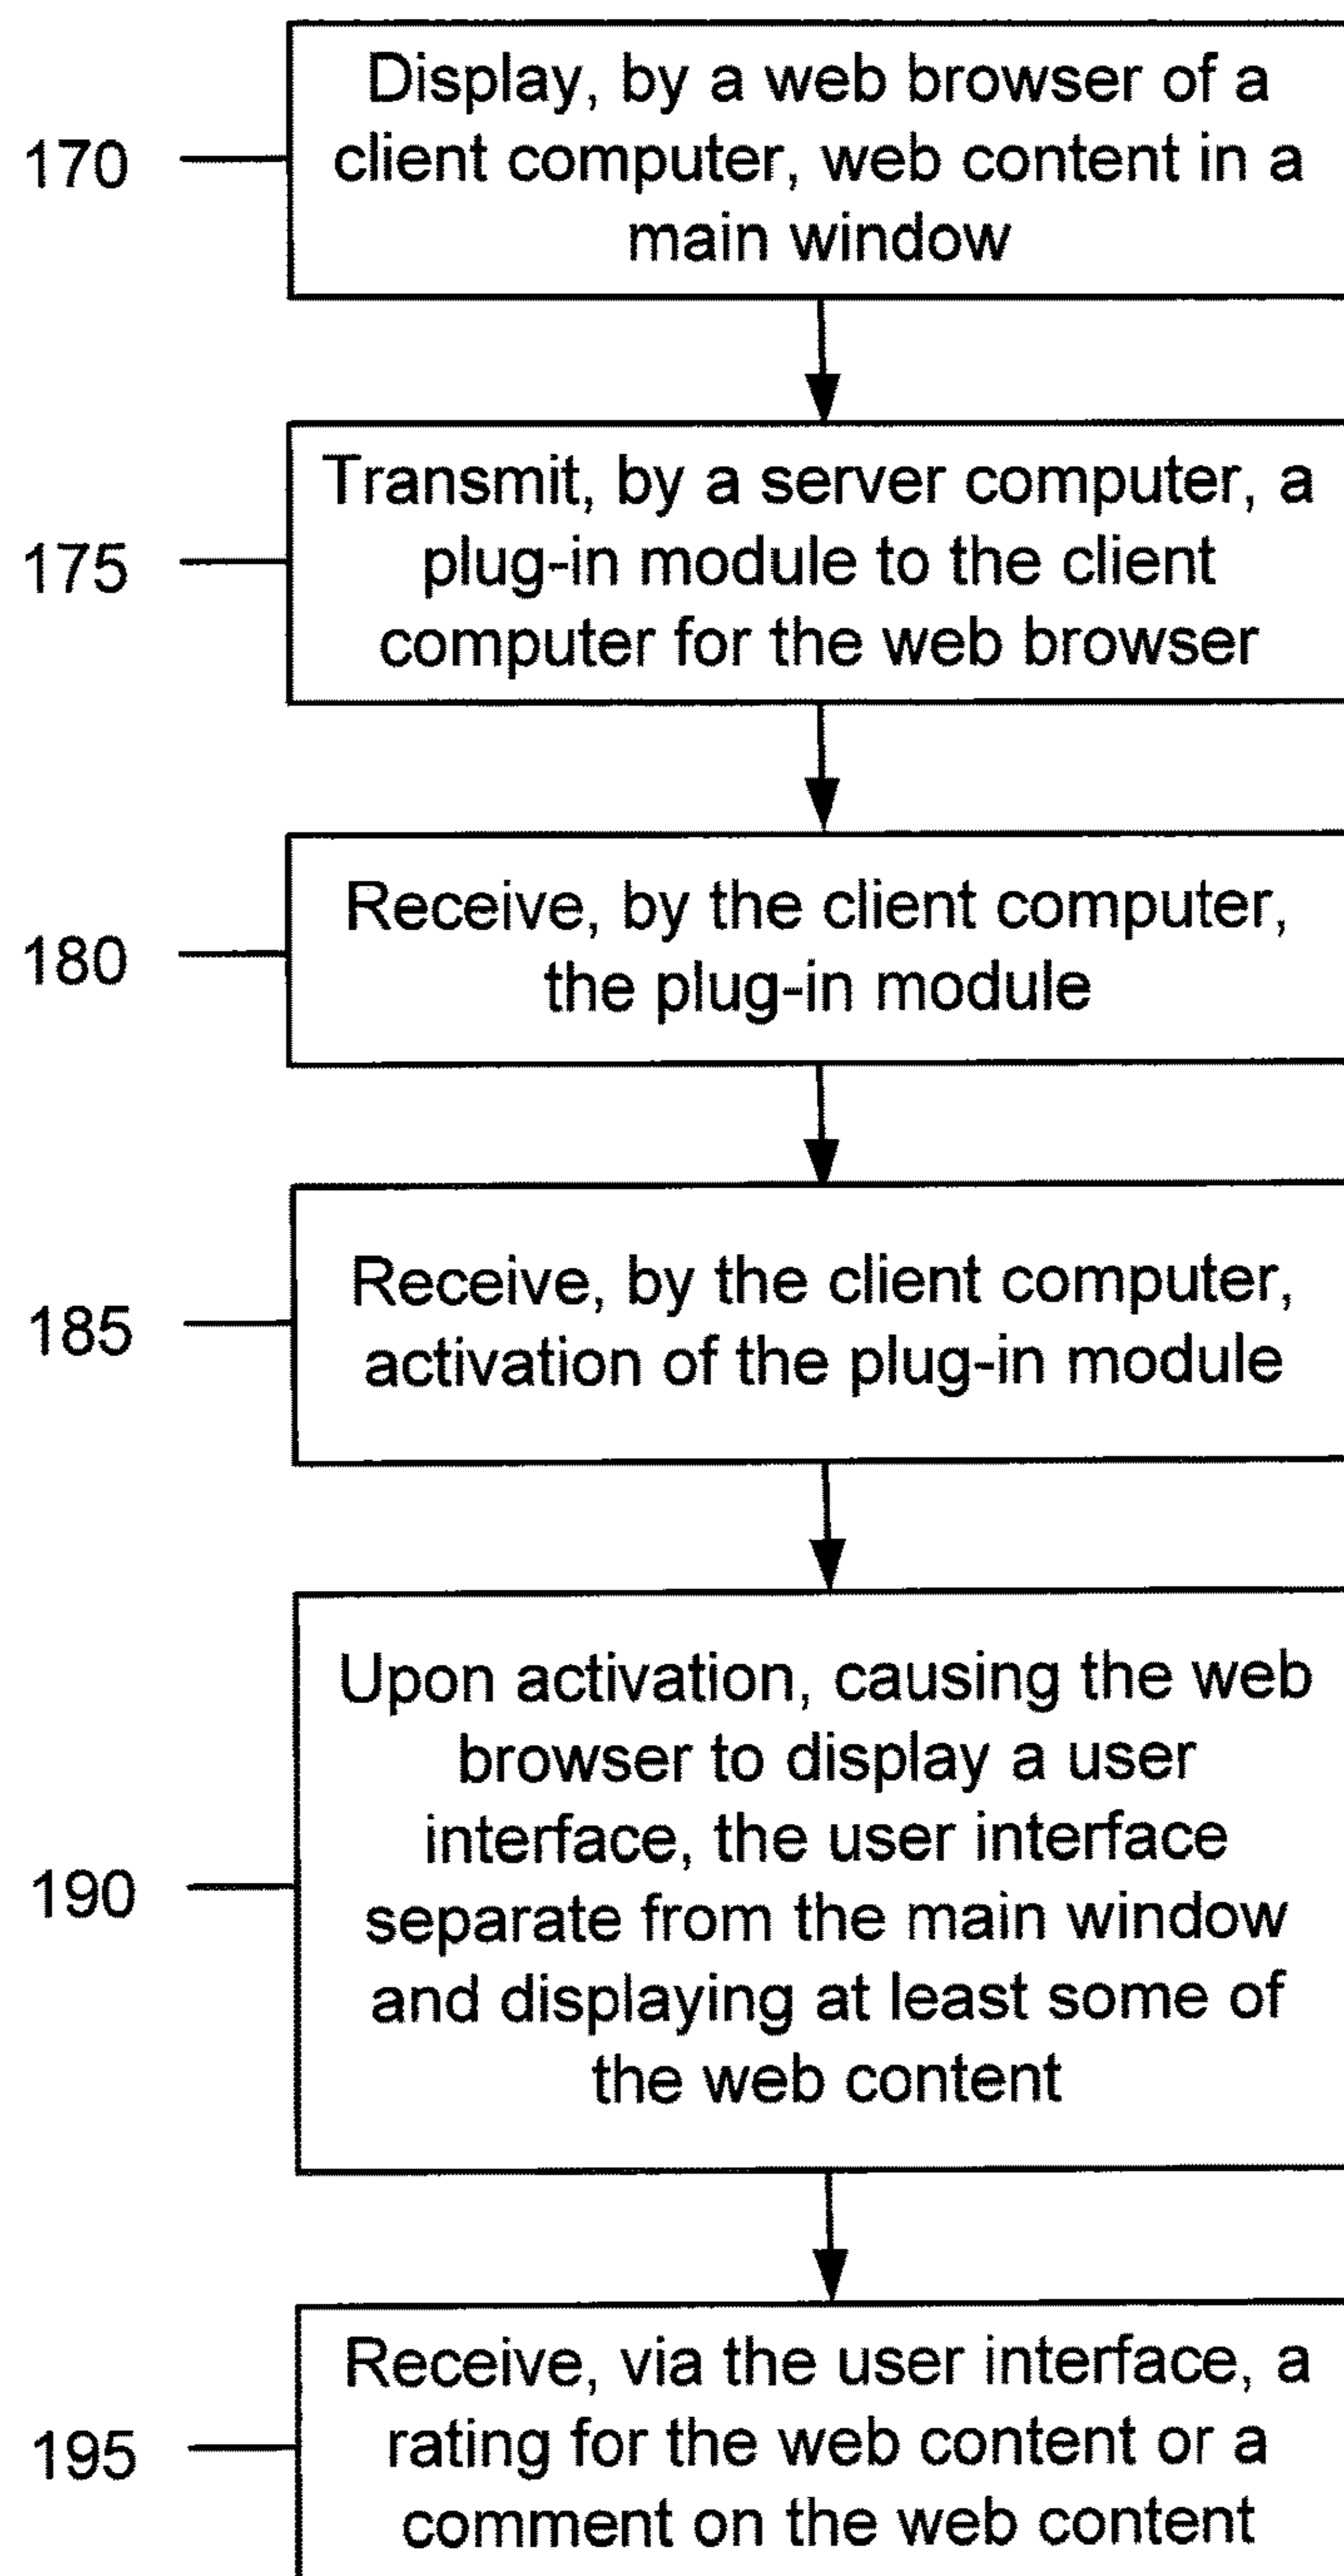 170
Display, by a web browser of a
client computer, web content in a
main window
175
Transmit, by a server computer, a
plug-in module to the client
computer for the web browser
180
Receive, by the client computer,
the plug-in module
185
Receive, by the client computer,
activation of the plug-in module
190
Upon activation, causing the web
browser to display a user
interface, the user interface
separate from the main window
and displaying at least some of
the web content
195
Receive, via the user interface, a
rating for the web content or a
comment on the web content